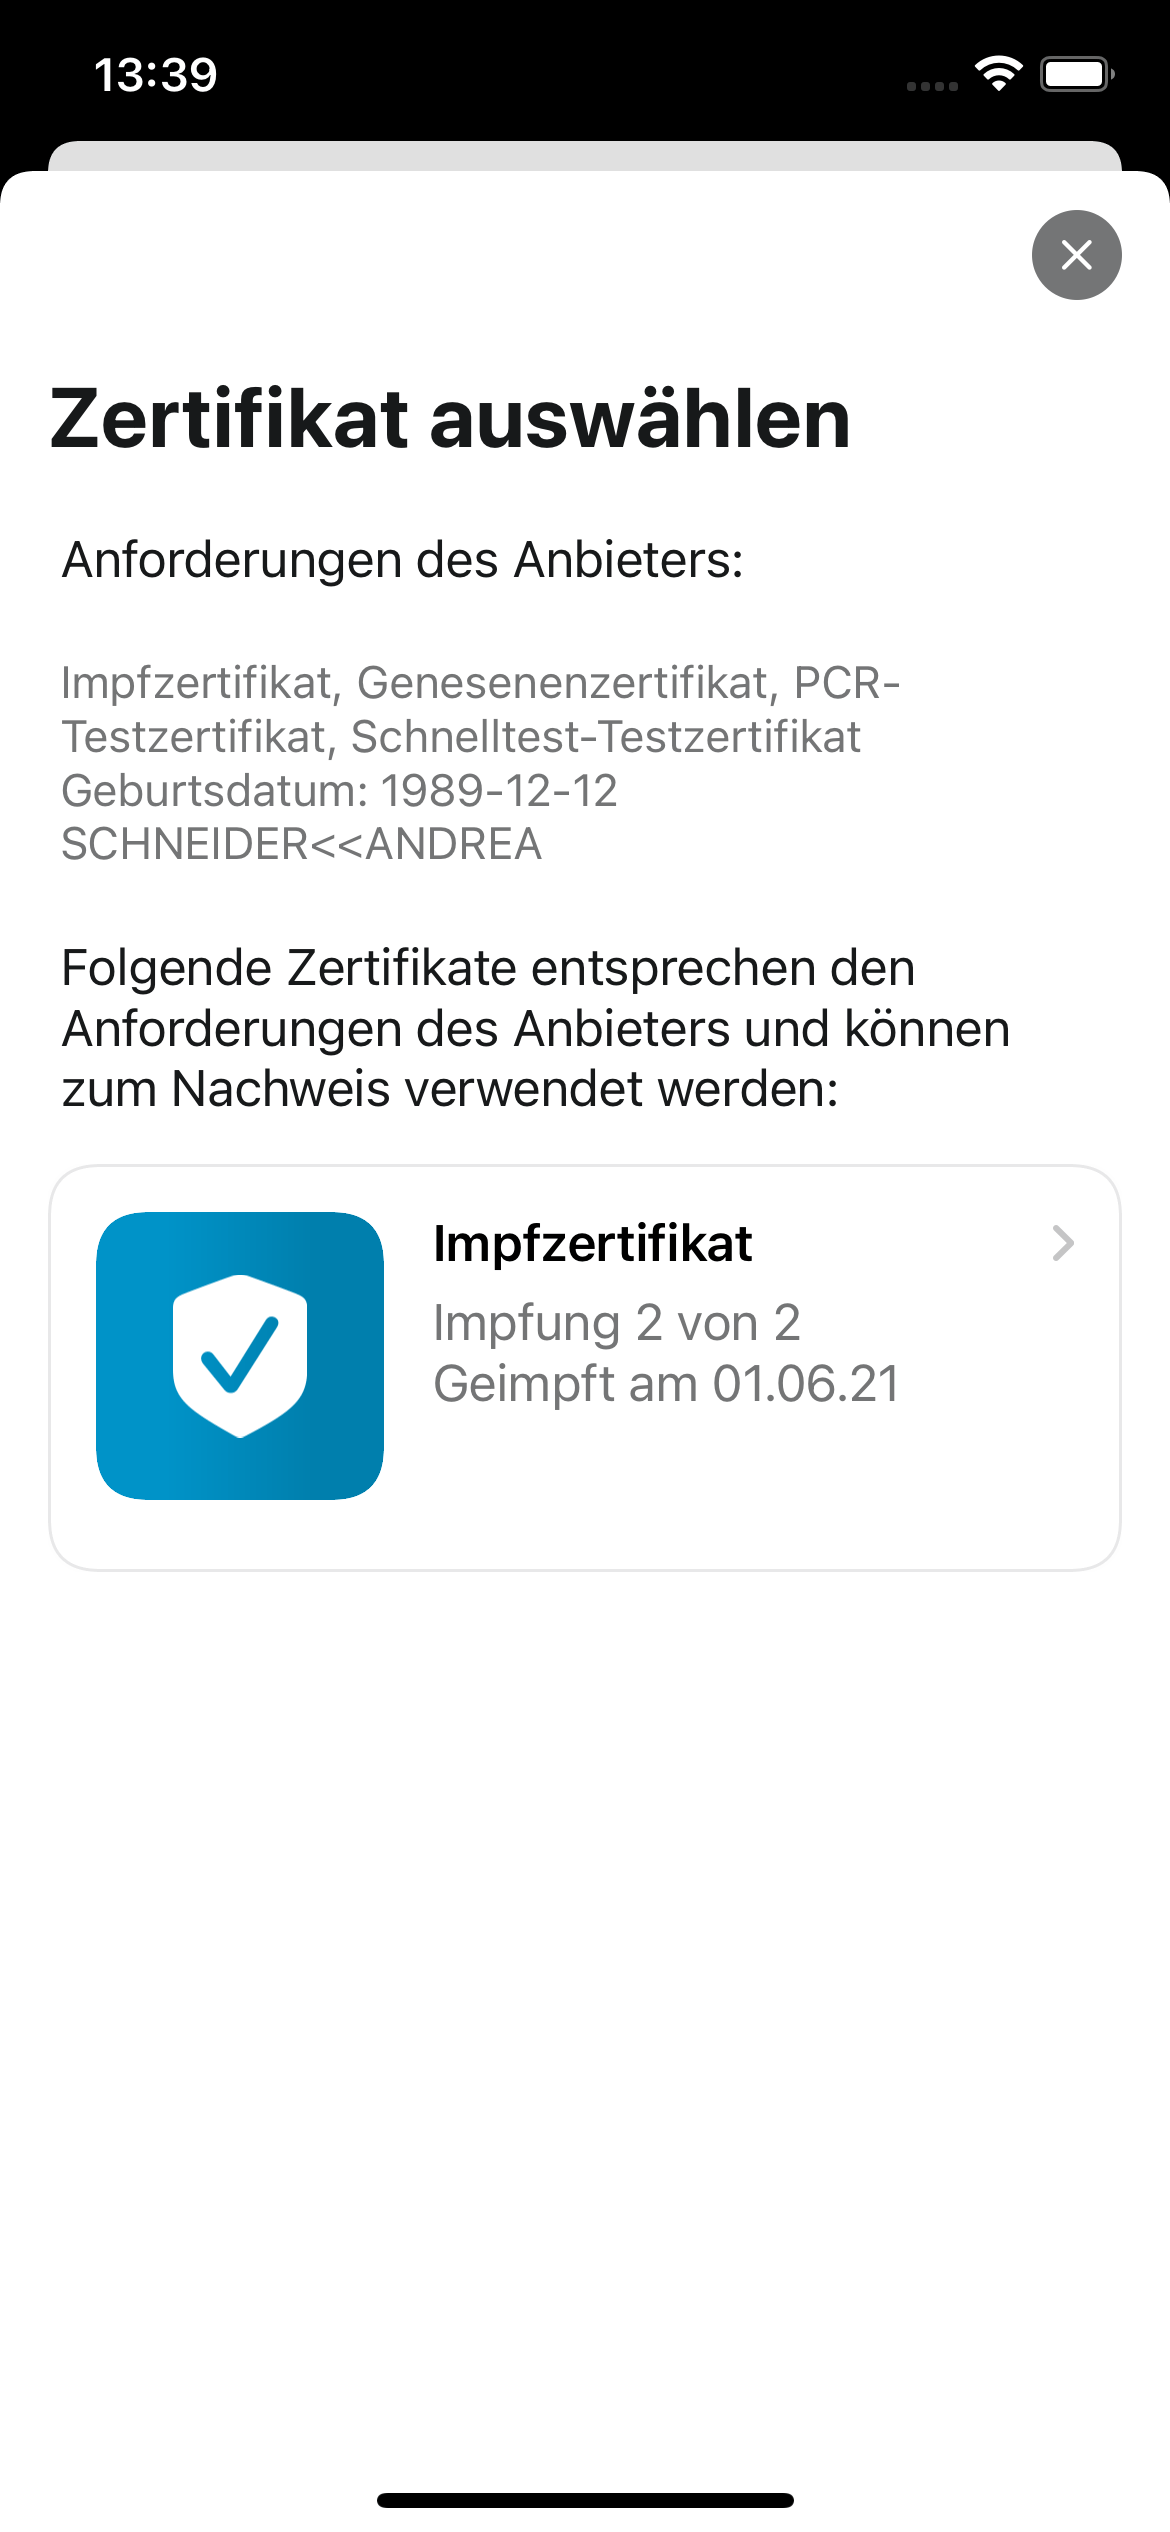 13:39
Zertifikat auswählen
Anforderungen des Anbieters:
Impfzertifikat, Genesenenzertifikat, PCR-
Testzertifikat, Schnelltest-Testzertifikat
Geburtsdatum: 1989-12-12
SCHNEIDER<<ANDREA
Folgende Zertifikate entsprechen den
Anforderungen des Anbieters und können
zum Nachweis verwendet werden:
Impfzertifikat
Impfung 2 von 2
Geimpft am 01.06.21